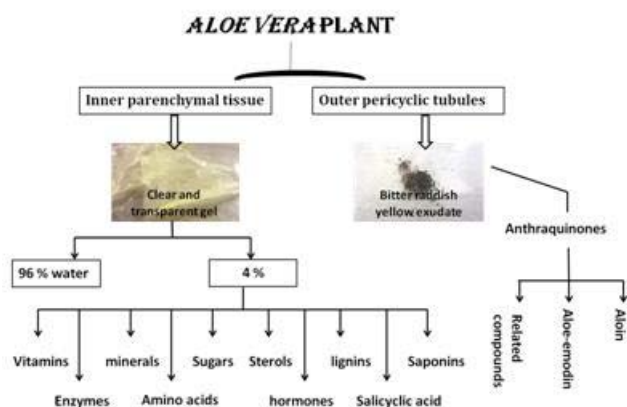 ALOE VERA PLANT
Inner parenchymal tissue
Outer pericyclic tubules
Clear and
transparent gel
Bitter raddish
yellow exudate
Anthraquinones
96 % water
4 %
Related
compounds
Aloe-emodin
Aloin
Vitamins
minerals
Sugars
Sterols
lignins
Saponins
Enzymes
Amino acids
hormones
Salicyclic acid